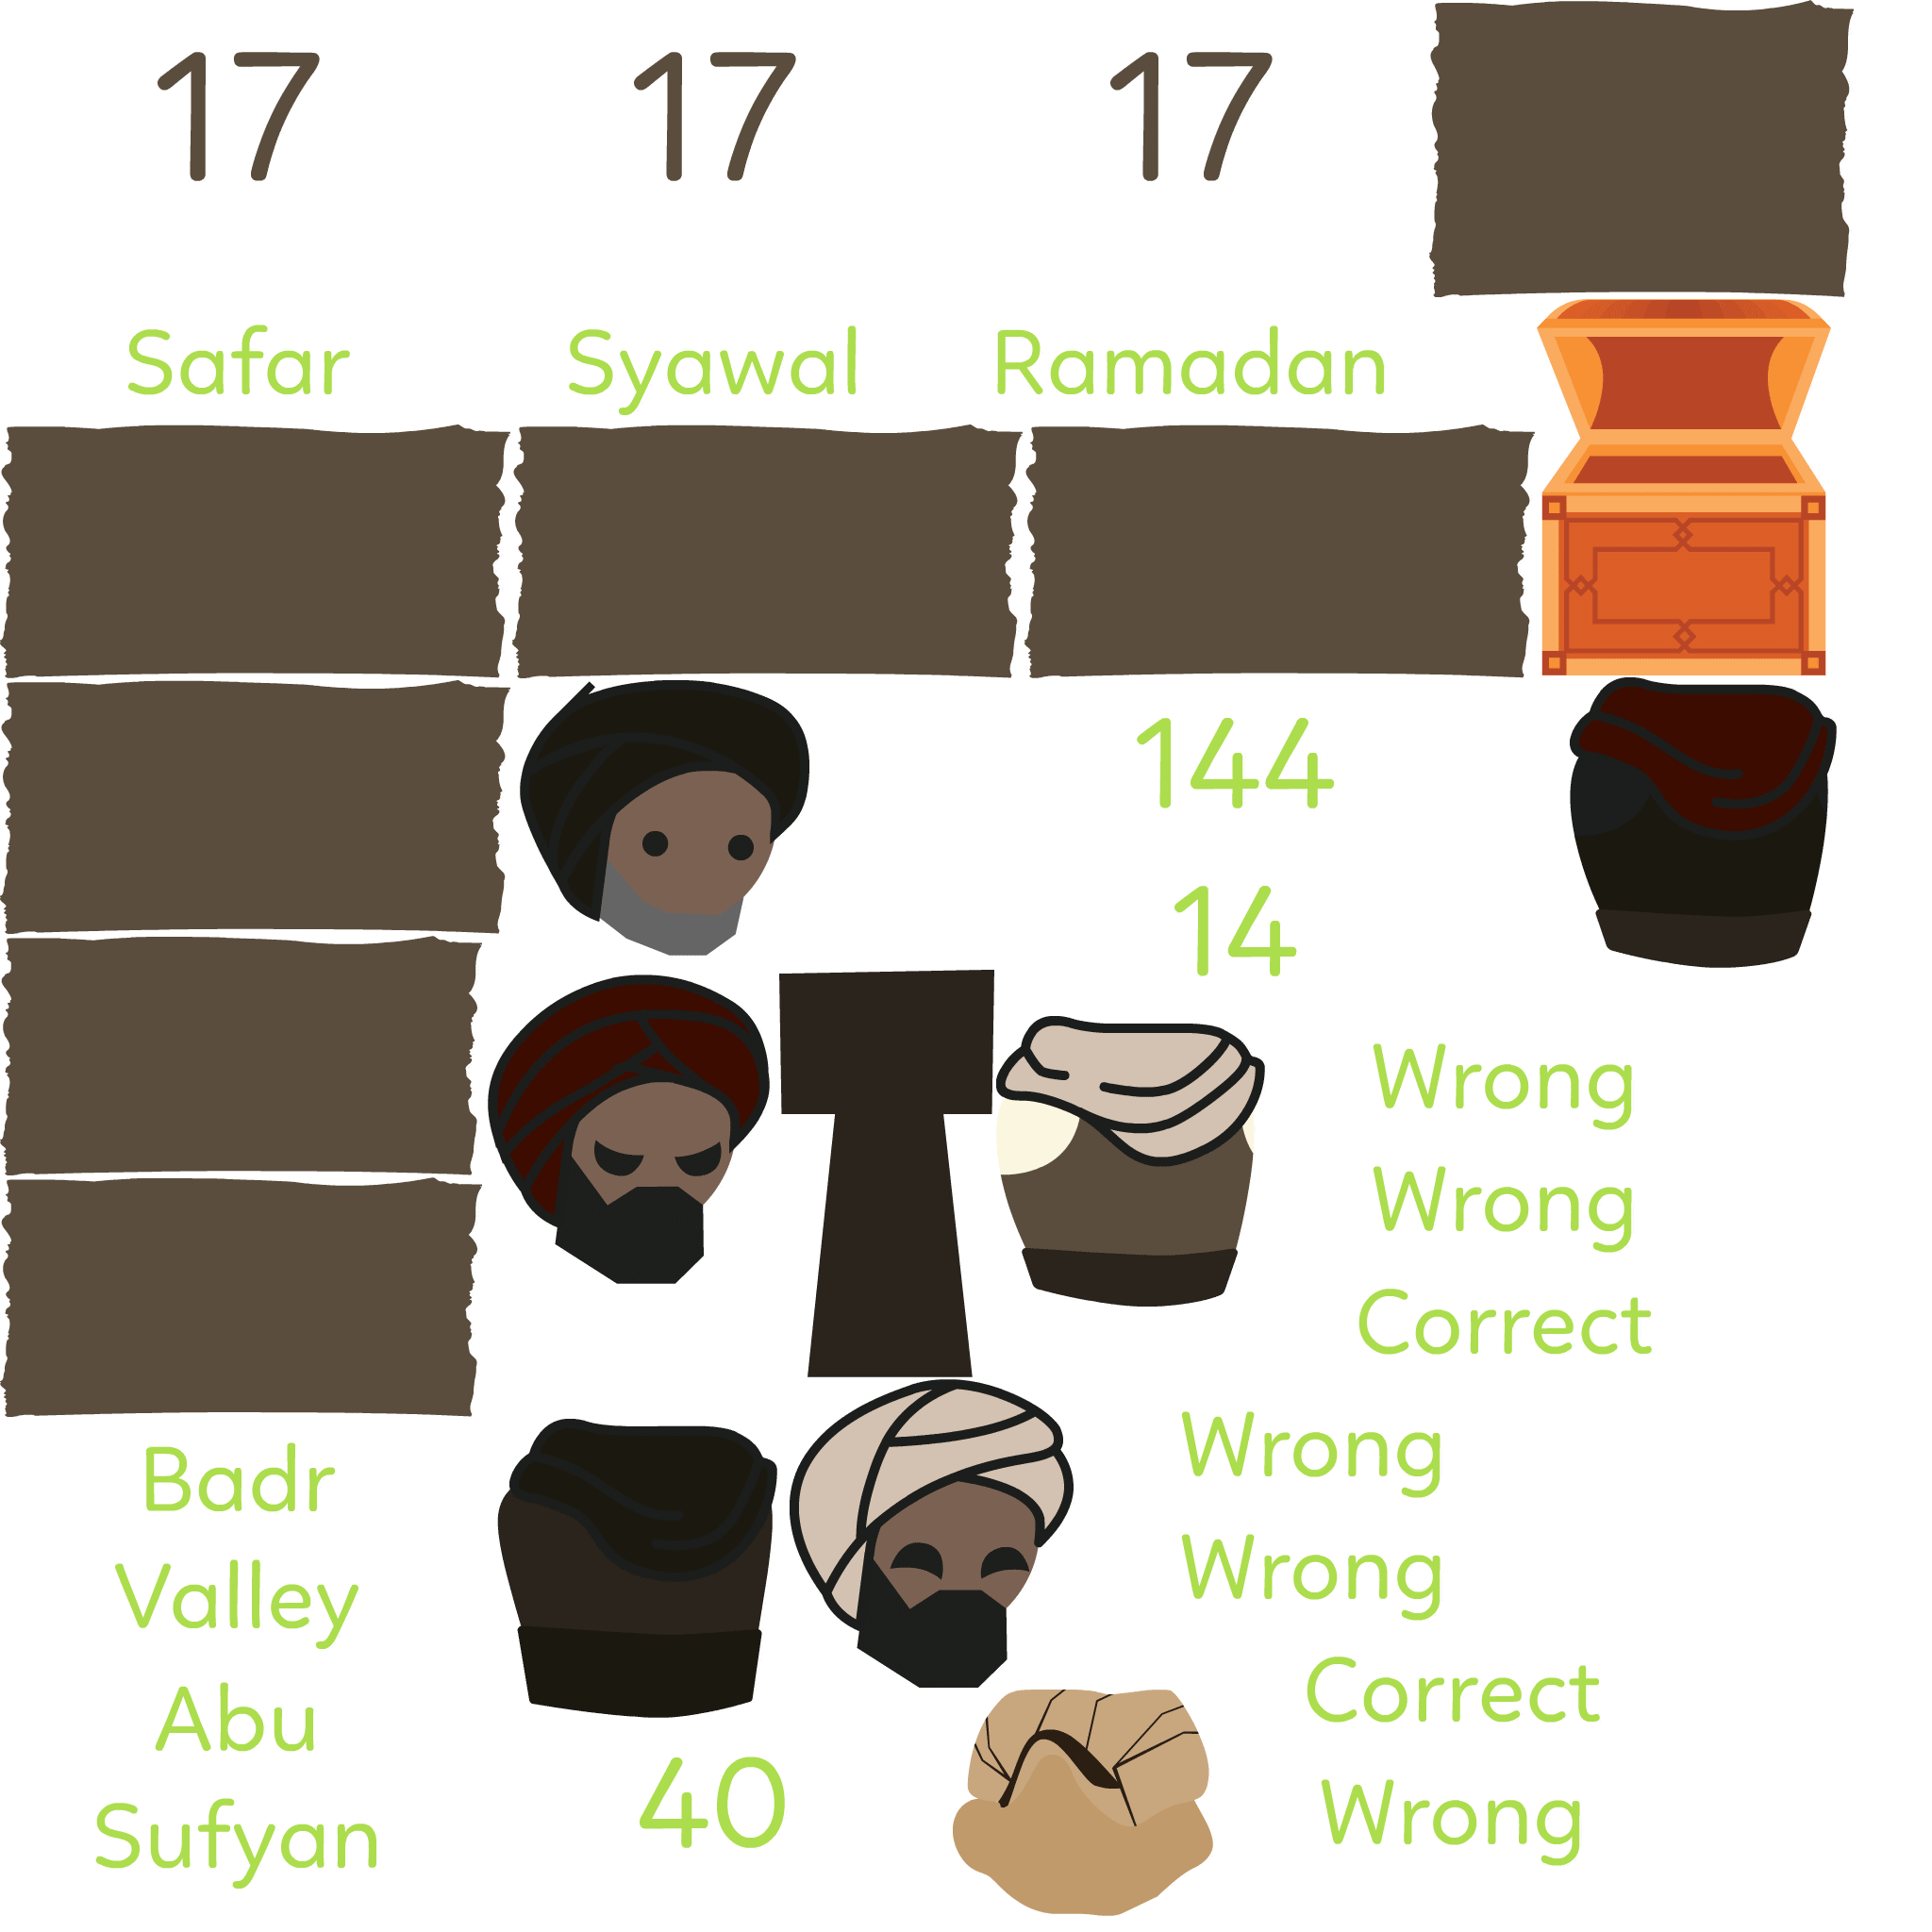 17 17 17
Safar Syawal Ramadan
144
14
Wrong
Wrong
Correct
Wrong
Wrong
Correct
Wrong
Badr
Valley
Abu
Sufyan
40